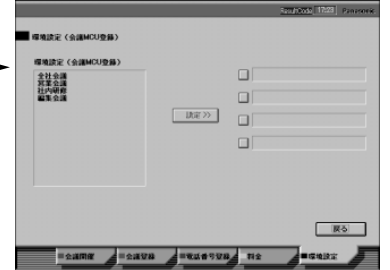 ResultCode 17:23 Panasonic
環境設定(会議MCU登録)
環境設定(会議MCU登録)
全社会議
営業会議
社内研修
編集会議
設定 >>
戻る
会議開催 会議登録 電話番号登録 料金 環境設定